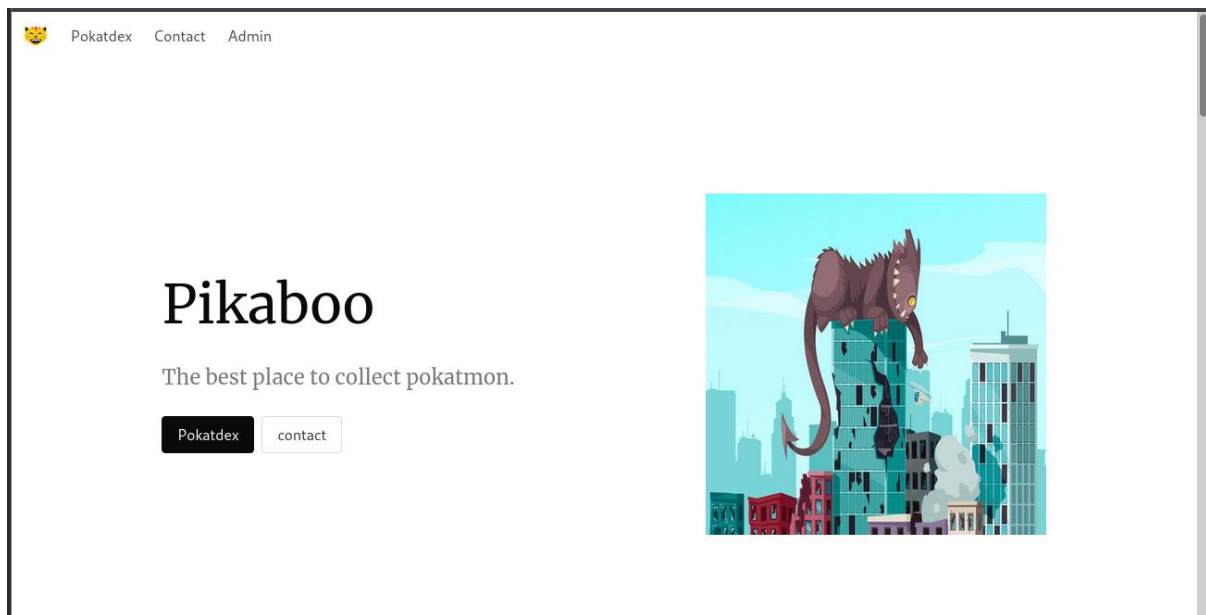 Pokatdex Contact Admin
Pikaboo
The best place to collect pokatmon.
Pokatdex contact